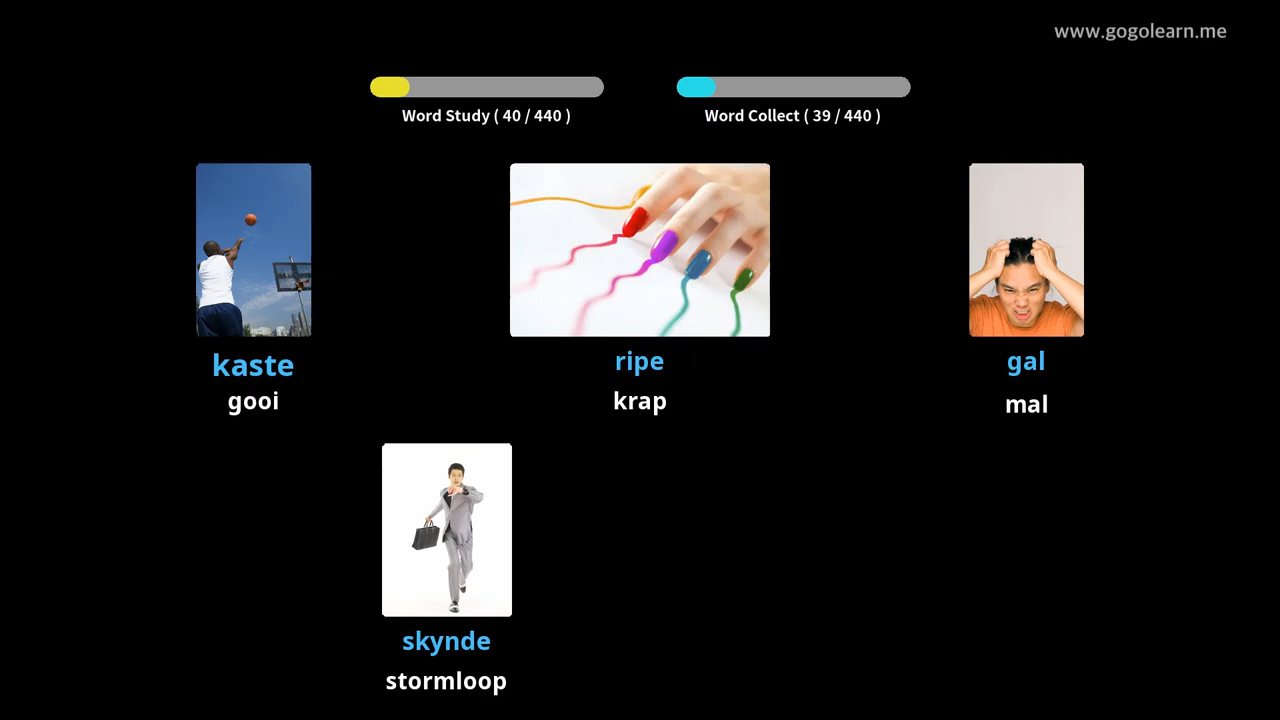 www.gogolearn.me
Word Study ( 40 / 440 )
Word Collect ( 39 / 440 )
kaste
gooi
ripe
krap
gal
mal
skynde
stormloop